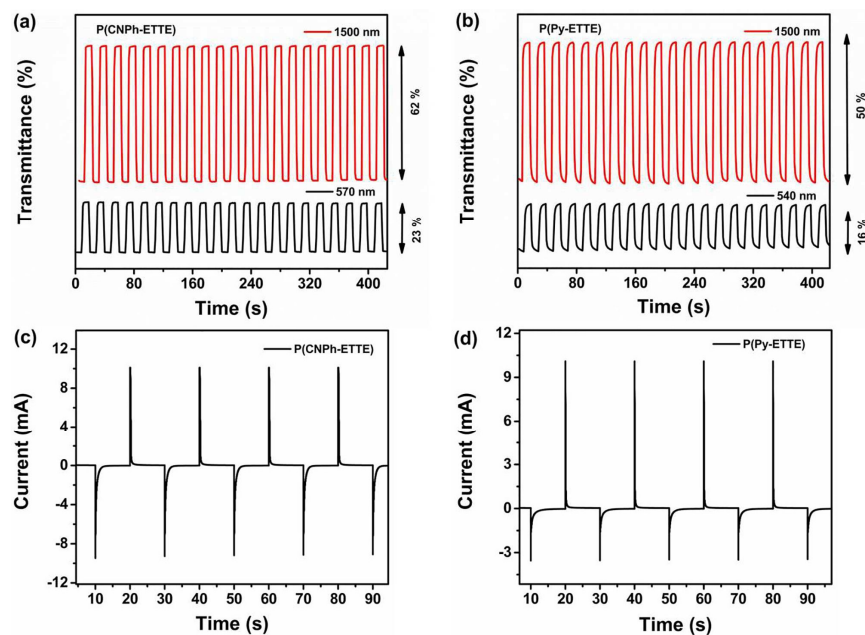 (a)
P(CNPh-ETTE)
1500 nm
62 %
570 nm
23 %
Transmittance (%)
0 80 160 240 320 400
Time (s)
(b)
P(Py-ETTE)
1500 nm
50 %
540 nm
16 %
Transmittance (%)
0 80 160 240 320 400
Time (s)
(c)
P(CNPh-ETTE)
12
8
4
0
-4
-8
-12
Current (mA)
10 20 30 40 50 60 70 80 90
Time (s)
(d)
P(Py-ETTE)
12
9
6
3
0
-3
Current (mA)
10 20 30 40 50 60 70 80 90
Time (s)